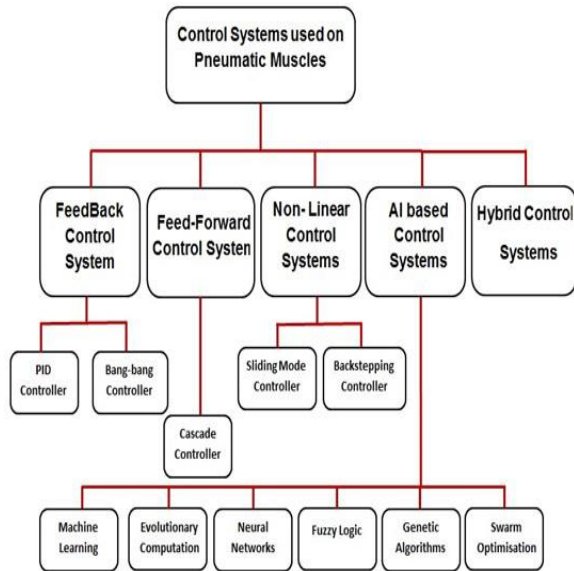 Control Systems used on
Pneumatic Muscles
FeedBack
Control
System
Feed-Forward
Control Systen
Non- Linear
Control
Systems
AI based
Control
Systems
Hybrid Control
Systems
PID
Controller
Bang-bang
Controller
Sliding Mode
Controller
Backstepping
Controller
Cascade
Controller
Machine
Learning
Evolutionary
Computation
Neural
Networks
Fuzzy Logic
Genetic
Algorithms
Swarm
Optimisation